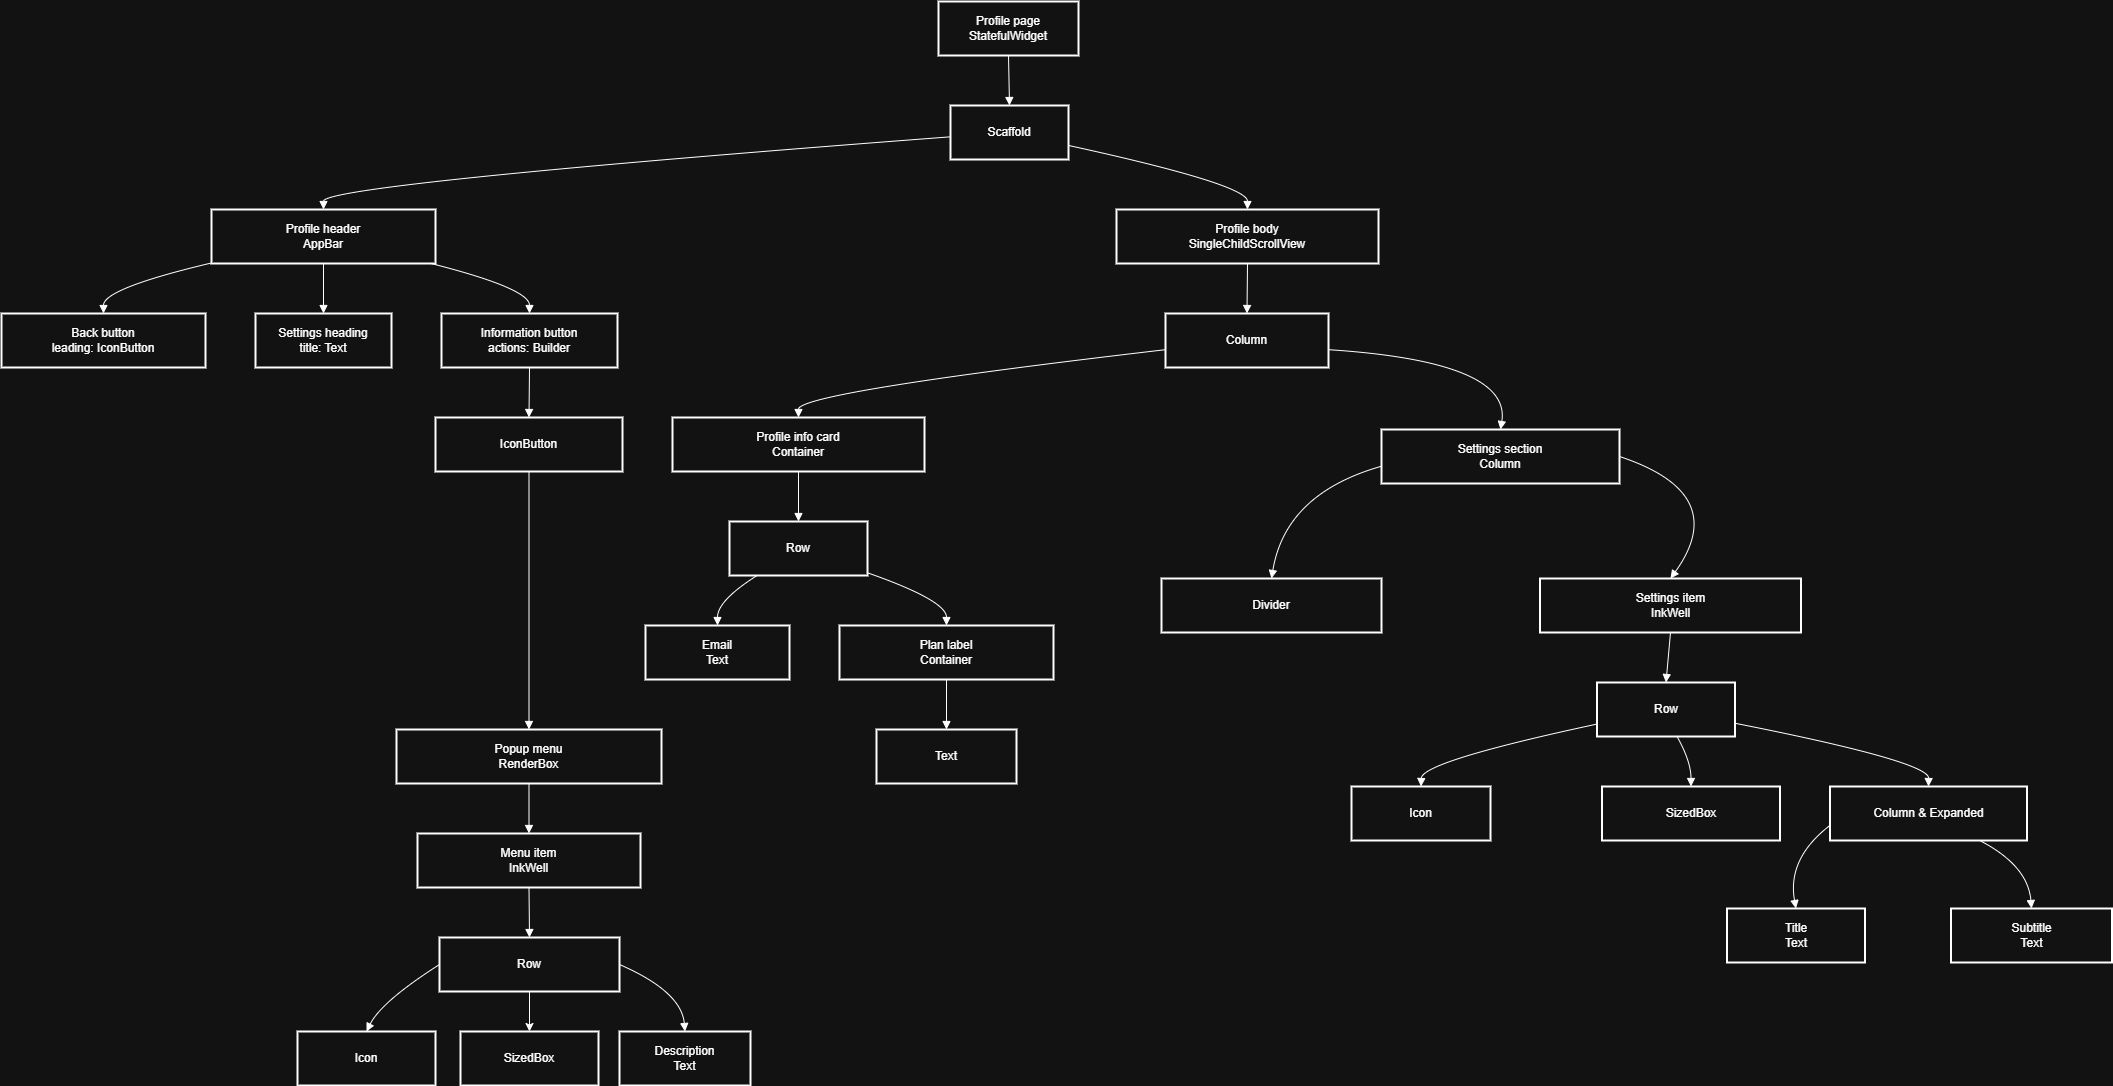 Profile page
StatefulWidget
Scaffold
Profile header
AppBar
Profile body
SingleChildScrollView
Back button
leading: IconButton
Settings heading
title: Text
Information button
actions: Builder
Column
IconButton
Profile info card
Container
Settings section
Column
Row
Divider
Settings item
InkWell
Email
Text
Plan label
Container
Row
Popup menu
RenderBox
Text
Icon
SizedBox
Column & Expanded
Menu item
InkWell
Title
Text
Subtitle
Text
Row
Icon
SizedBox
Description
Text